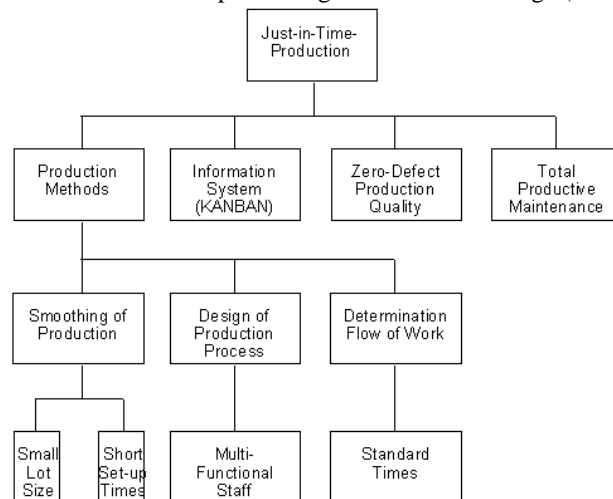 Just-in-Time-
Production
Production
Methods
Information
System
(KANBAN)
Zero-Defect
Production
Quality
Total
Productive
Maintenance
Smoothing of
Production
Design of
Production
Process
Determination
Flow of Work
Small
Lot
Size
Short
Set-up
Times
Multi-
Functional
Staff
Standard
Times